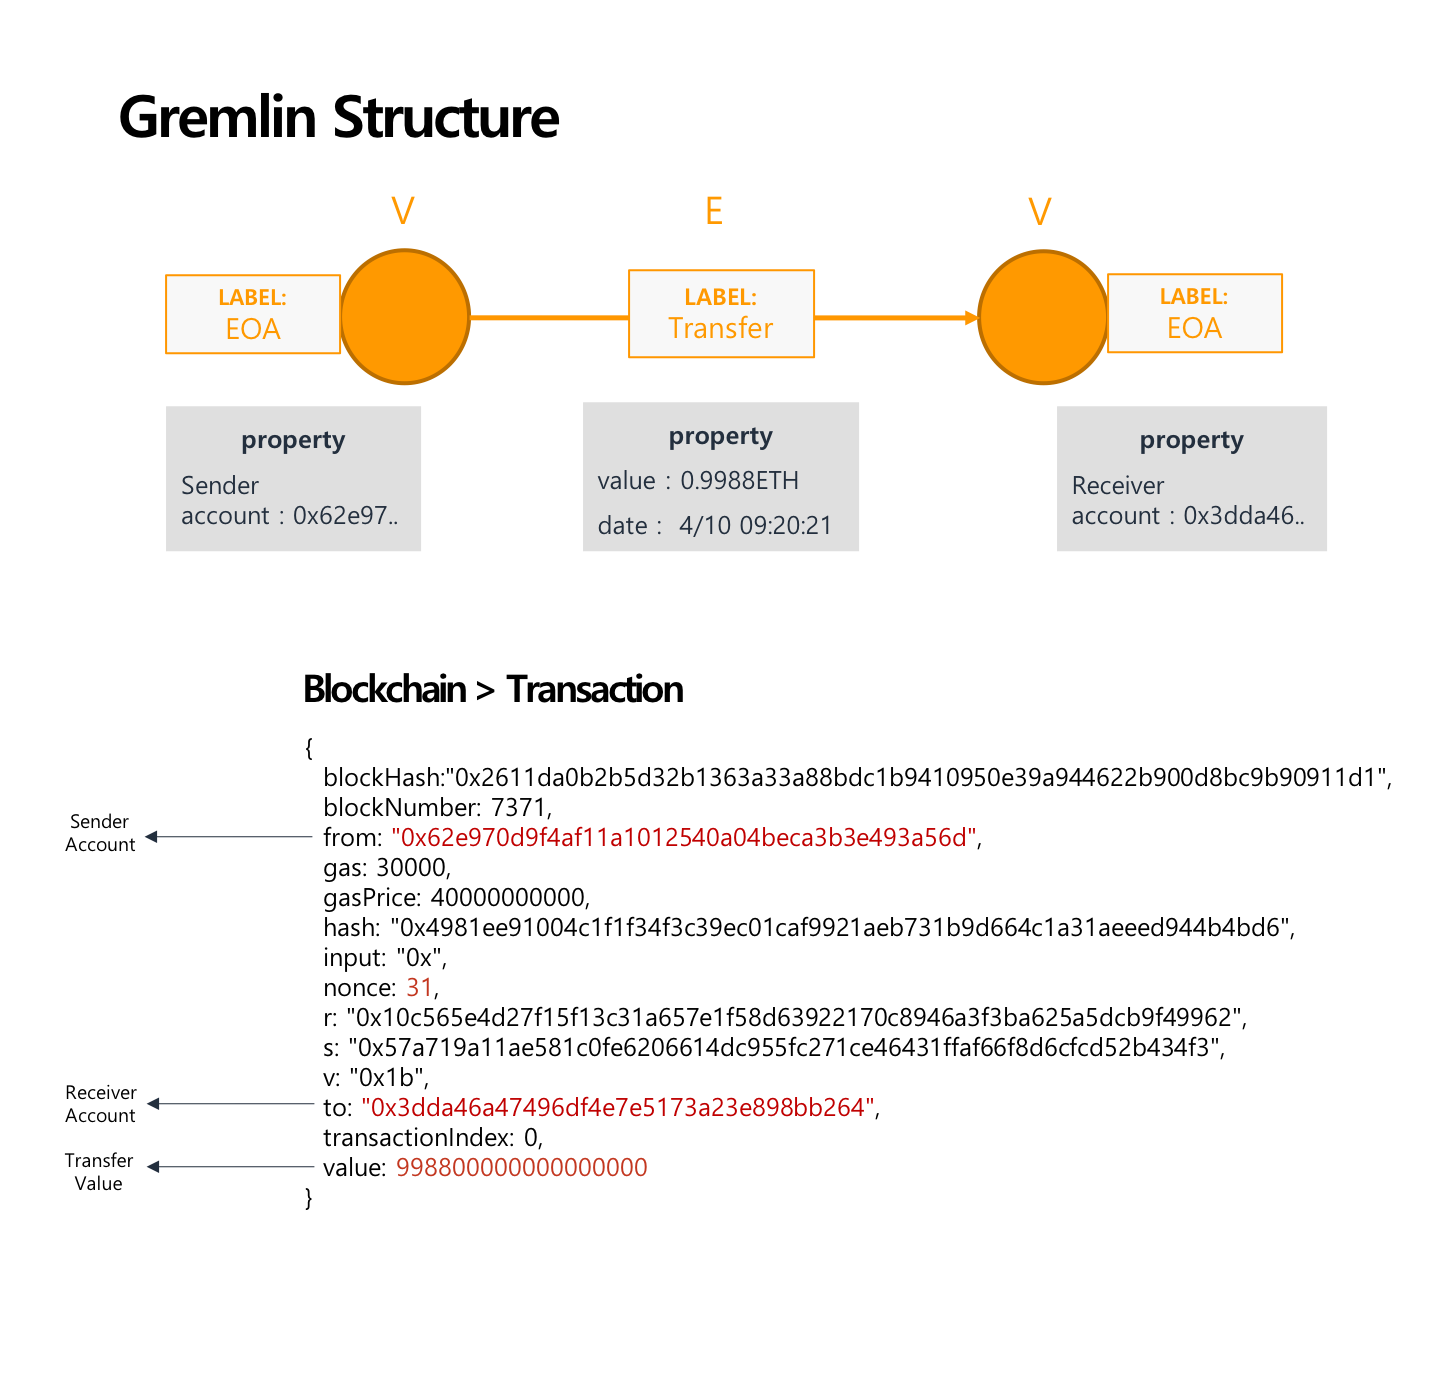 Gremlin Structure
V
E
V
LABEL:
EOA
LABEL:
Transfer
LABEL:
EOA
property
Sender
account : 0x62e97..
property
value : 0.9988ETH
date :  4/10 09:20:21
property
Receiver
account : 0x3dda46..
Blockchain > Transaction
{
blockHash:"0x2611da0b2b5d32b1363a33a88bdc1b9410950e39a944622b900d8bc9b90911d1",
blockNumber: 7371,
Sender
Account
from: "0x62e970d9f4af11a1012540a04beca3b3e493a56d",
gas: 30000,
gasPrice: 40000000000,
hash: "0x4981ee91004c1f1f34f3c39ec01caf9921aeb731b9d664c1a31aeeed944b4bd6",
input: "0x",
nonce: 31,
r: "0x10c565e4d27f15f13c31a657e1f58d63922170c8946a3f3ba625a5dcb9f49962",
s: "0x57a719a11ae581c0fe6206614dc955fc271ce46431ffaf66f8d6cfcd52b434f3",
v: "0x1b",
Receiver
Account
to: "0x3dda46a47496df4e7e5173a23e898bb264",
transactionIndex: 0,
Transfer
Value
value: 998800000000000000
}